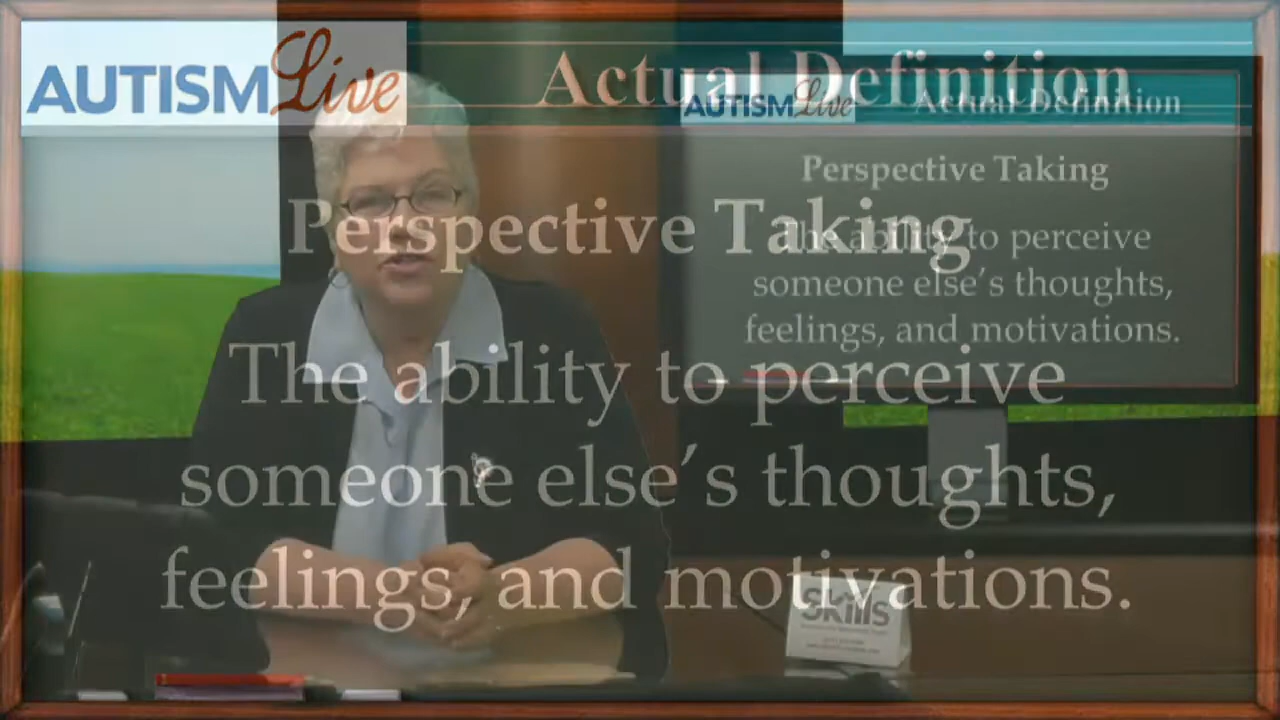 AUTISM Live
Actual Definition
Perspective Taking
The ability to perceive
someone else's thoughts,
feelings, and motivations.
AUTISM Live
Actual Definition
Perspective Taking
The ability to perceive
someone else's thoughts,
feelings, and motivations.
Skills